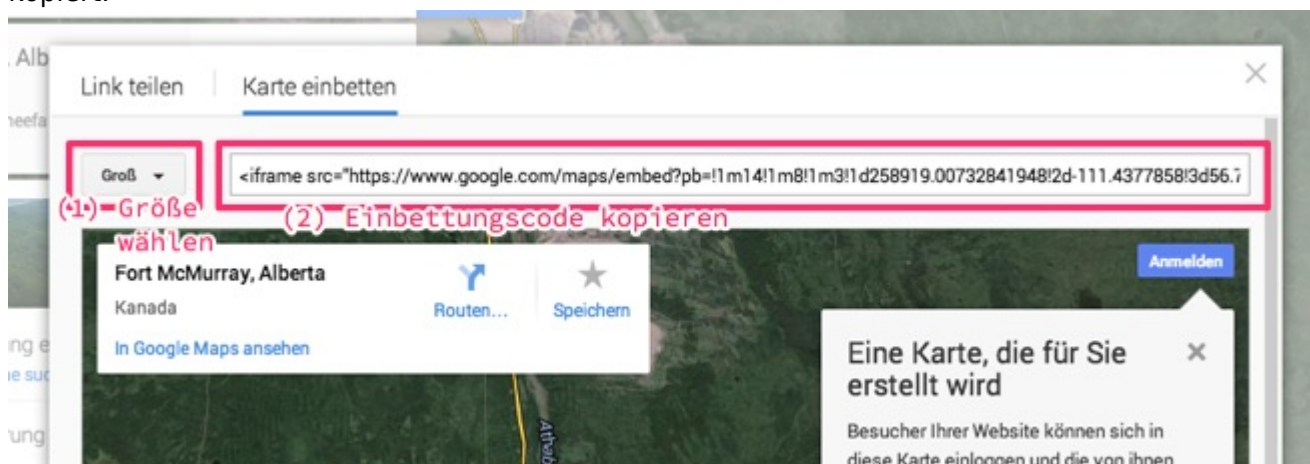 Alb
Link teilen
Karte einbetten
Groß
<iframe src="https://www.google.com/maps/embed?pb=!1m14!1m8!1m3!1d258919.00732841948!2d-111.4377858!3d56.7
(1) Größe
wählen
(2) Einbettungscode kopieren
Fort McMurray, Alberta
Kanada
Routen...
Speichern
In Google Maps ansehen
Anmelden
Eine Karte, die für Sie
erstellt wird
Besucher Ihrer Website können sich in
diese Karte einloggen und die von ihnen